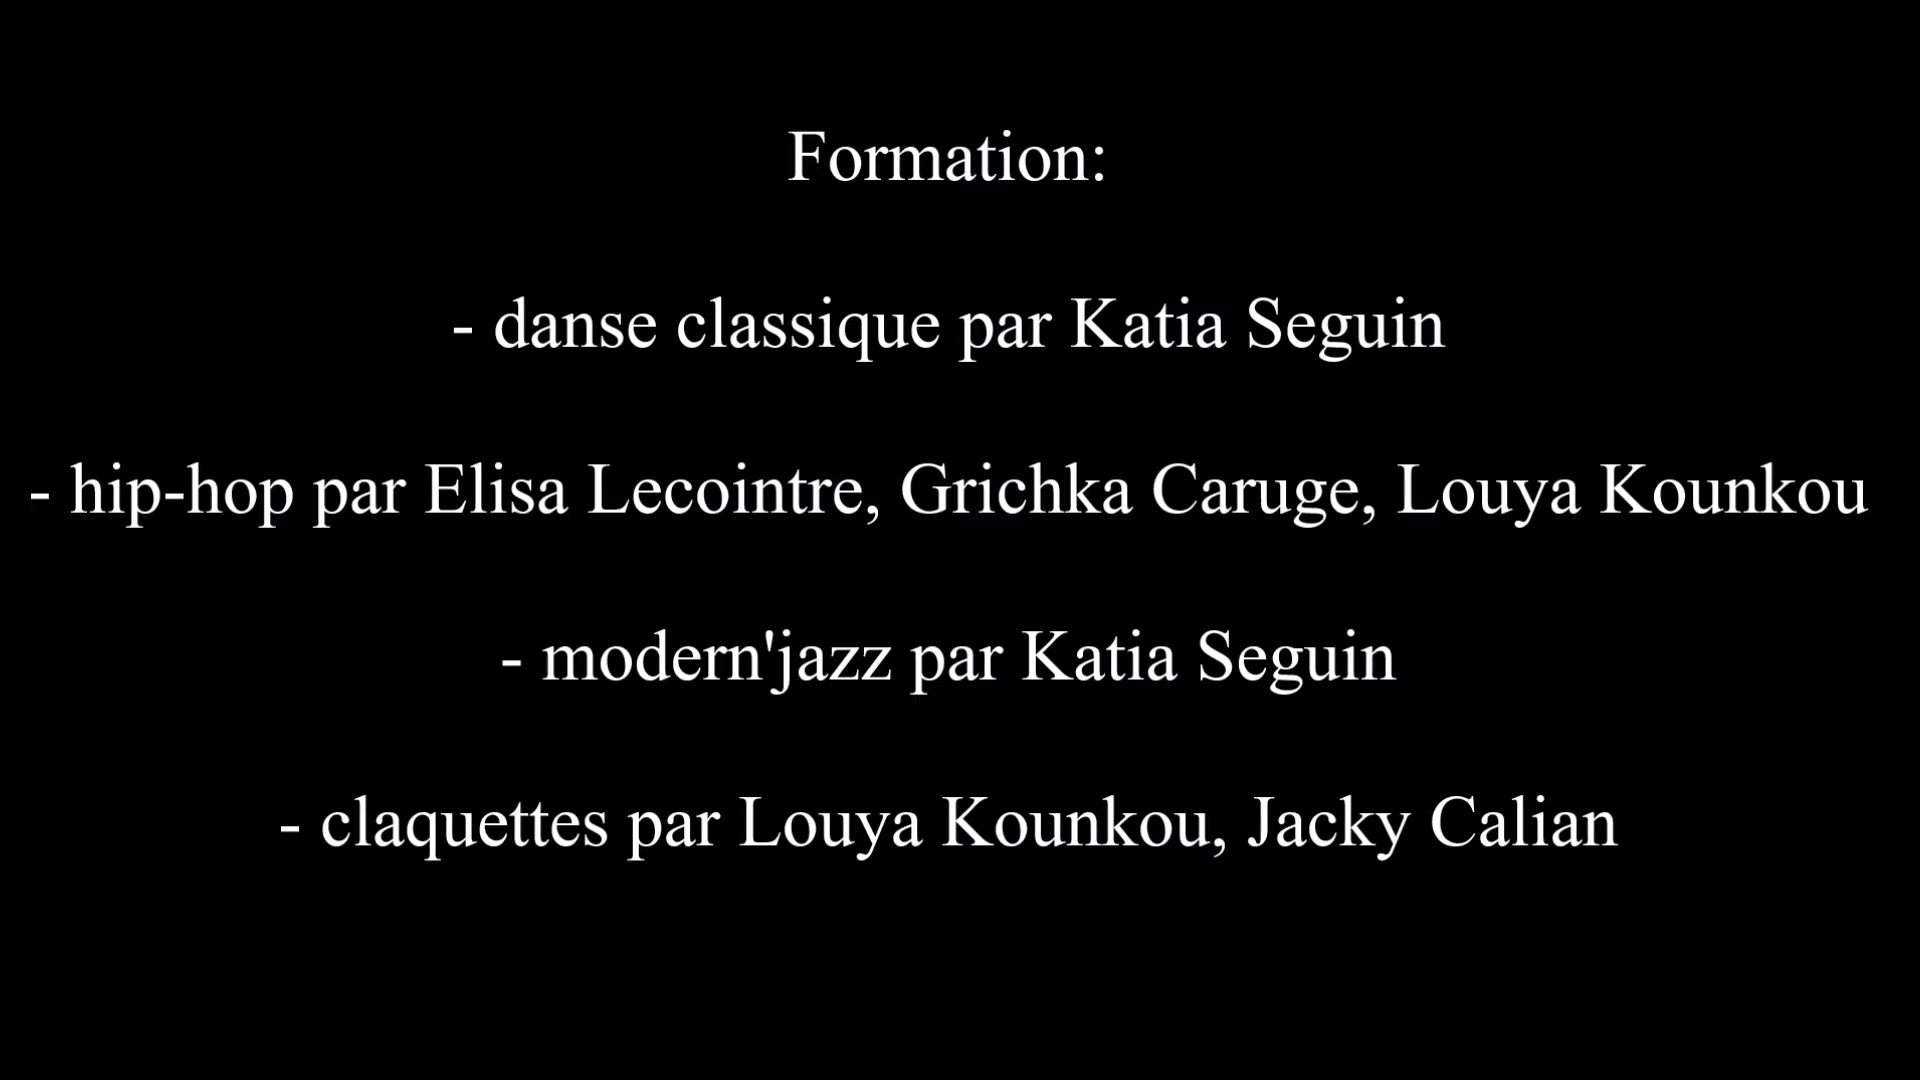 Formation:
- danse classique par Katia Seguin
- hip-hop par Elisa Lecointre, Grichka Caruge, Louya Kounkou
- modern'jazz par Katia Seguin
- claquettes par Louya Kounkou, Jacky Calian